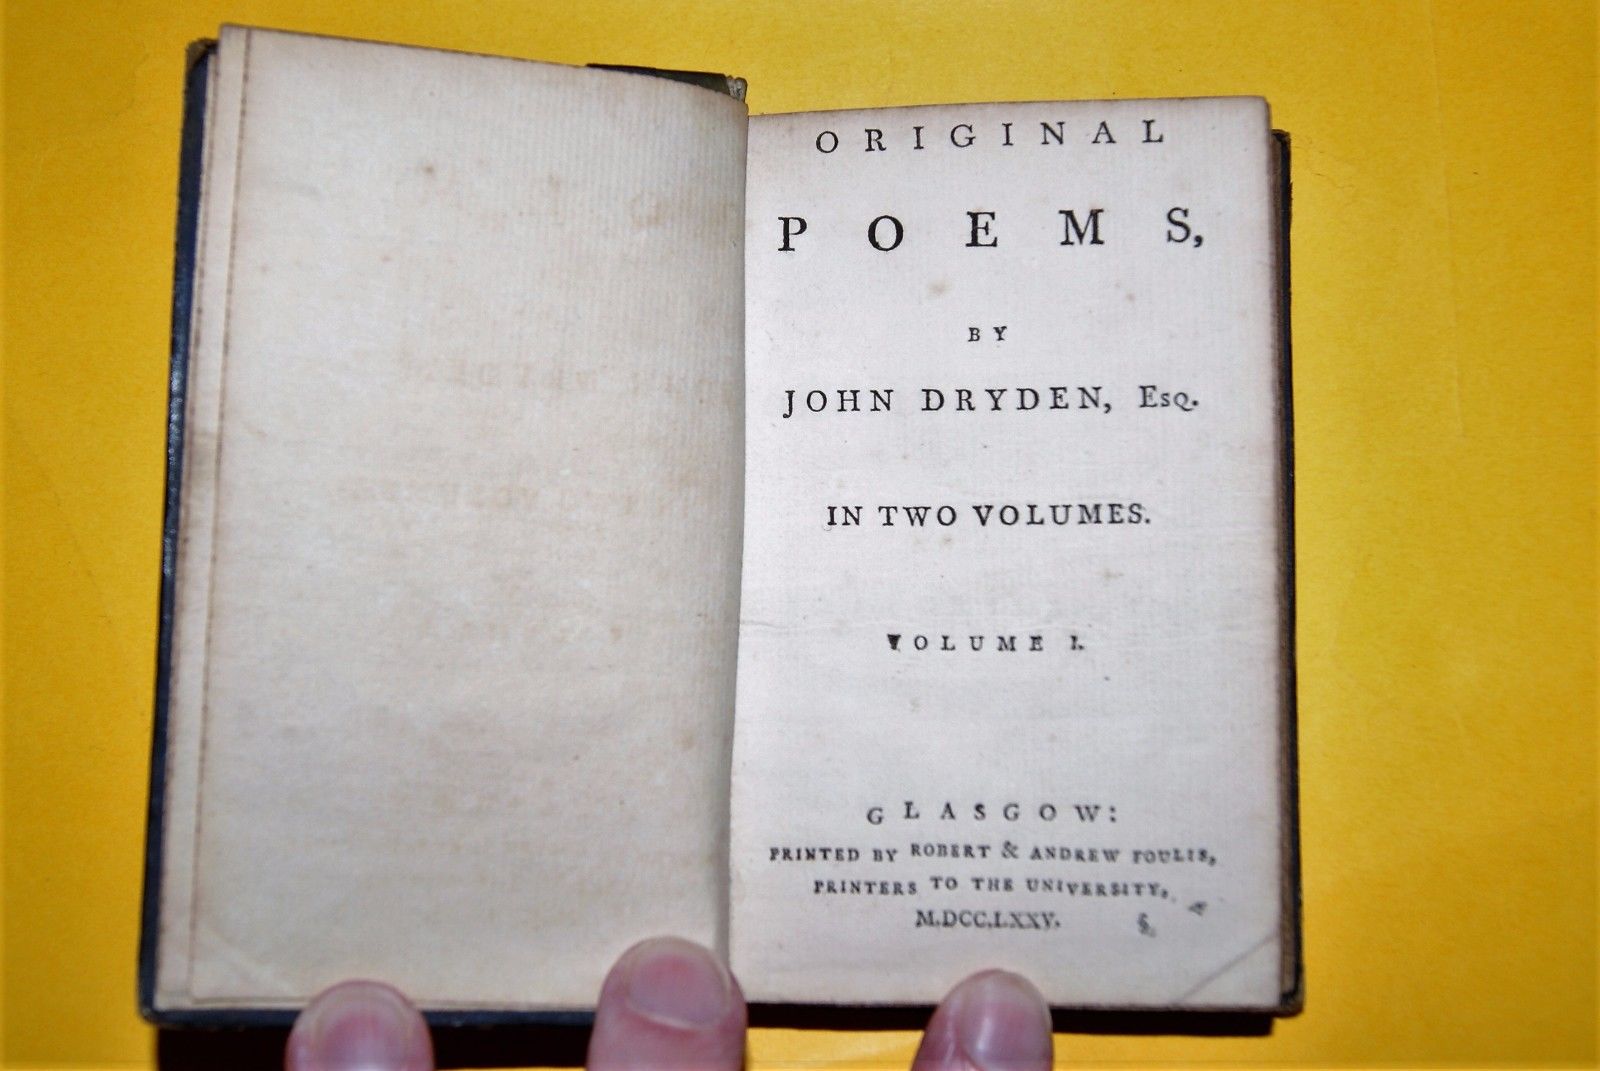 ORIGINAL
POEMS,
BY
JOHN DRYDEN, Esq.
IN TWO VOLUMES.
VOLUME I.
GLASGOW:
PRINTED BY ROBERT & ANDREW FOULIS,
PRINTERS TO THE UNIVERSITY,
M.DCC.LXXV.